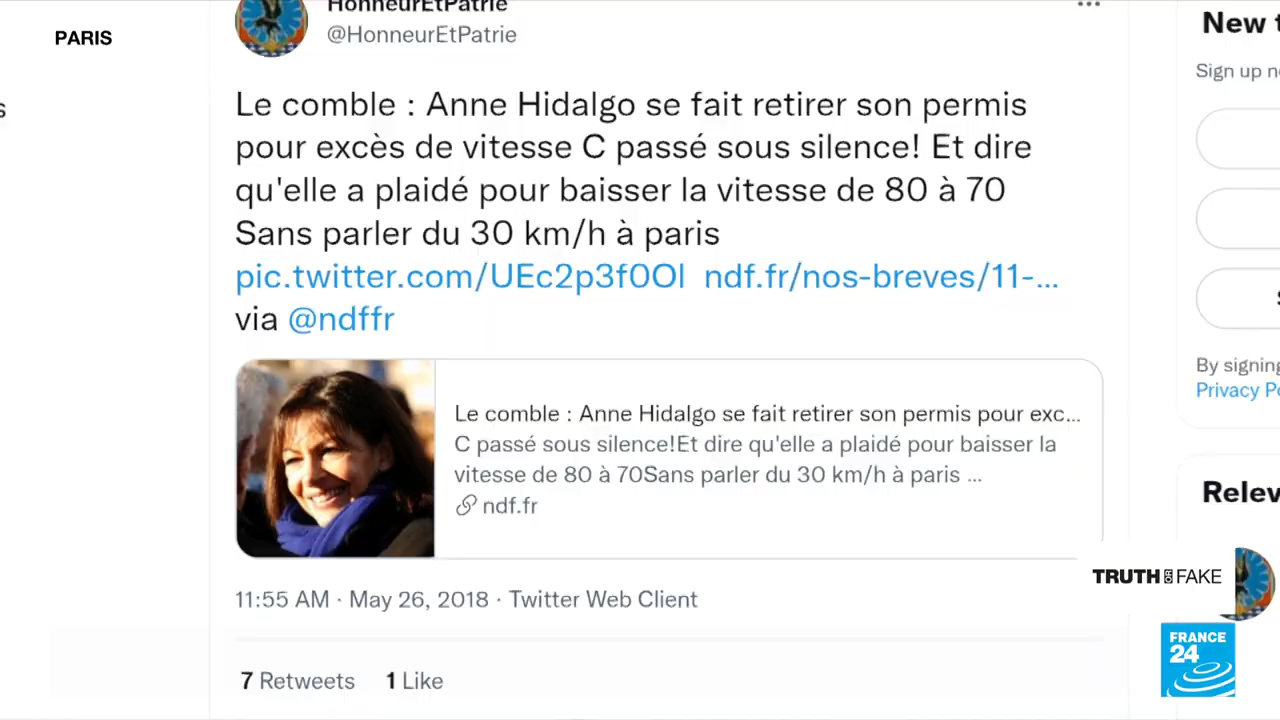 PARIS
HonneurEtPatrie
@HonneurEtPatrie
Le comble : Anne Hidalgo se fait retirer son permis
pour excès de vitesse C passé sous silence! Et dire
qu'elle a plaidé pour baisser la vitesse de 80 à 70
Sans parler du 30 km/h à paris
pic.twitter.com/UEc2p3f0Ol ndf.fr/nos-breves/11-...
via @ndffr
Le comble : Anne Hidalgo se fait retirer son permis pour exc...
C passé sous silence!Et dire qu'elle a plaidé pour baisser la
vitesse de 80 à 70Sans parler du 30 km/h à paris ...
ndf.fr
11:55 AM · May 26, 2018 · Twitter Web Client
7 Retweets 1 Like
New
Sign up
By signing
Privacy
TRUTH OR FAKE
FRANCE
24